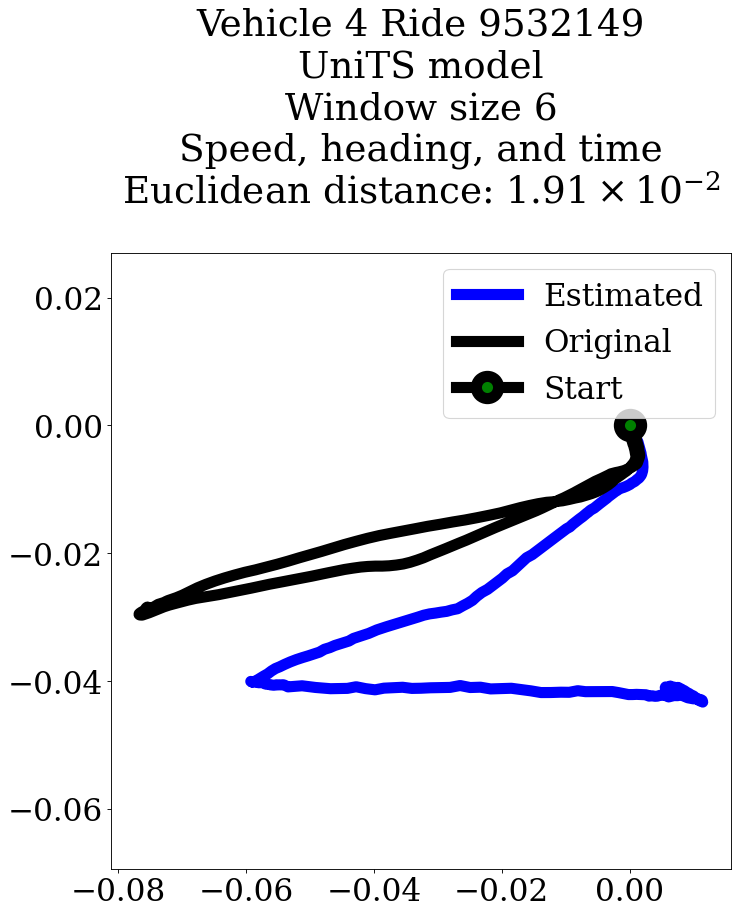 Vehicle 4 Ride 9532149
UniTS model
Window size 6
Speed, heading, and time
Euclidean distance: 1.91 × 10⁻²
Estimated
Original
Start
0.02
0.00
−0.02
−0.04
−0.06
−0.08 −0.06 −0.04 −0.02 0.00